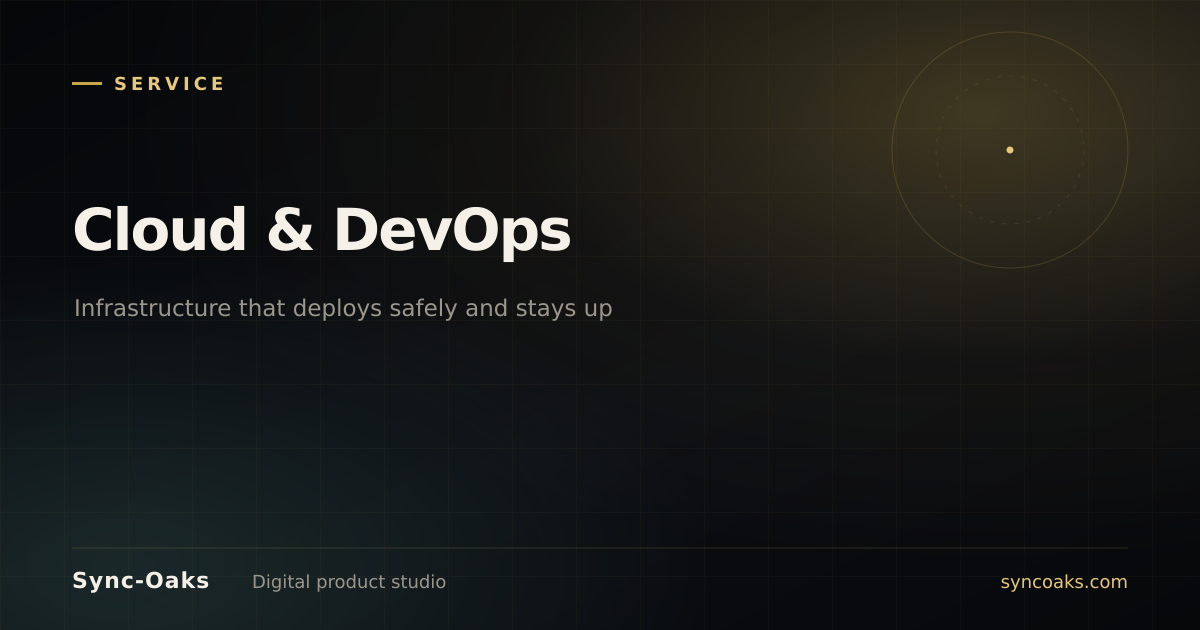 SERVICE
Cloud & DevOps
Infrastructure that deploys safely and stays up
Sync-Oaks Digital product studio syncoaks.com